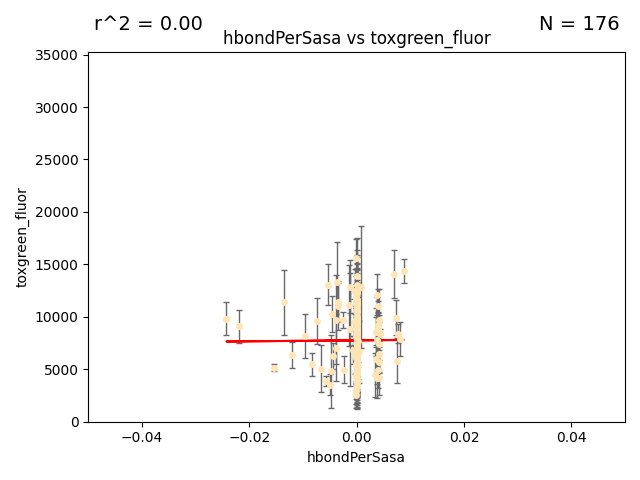 r^2 = 0.00
N = 176
hbondPerSasa vs toxgreen_fluor
35000
30000
25000
20000
15000
10000
5000
0
toxgreen_fluor
−0.04
−0.02
0.00
0.02
0.04
hbondPerSasa